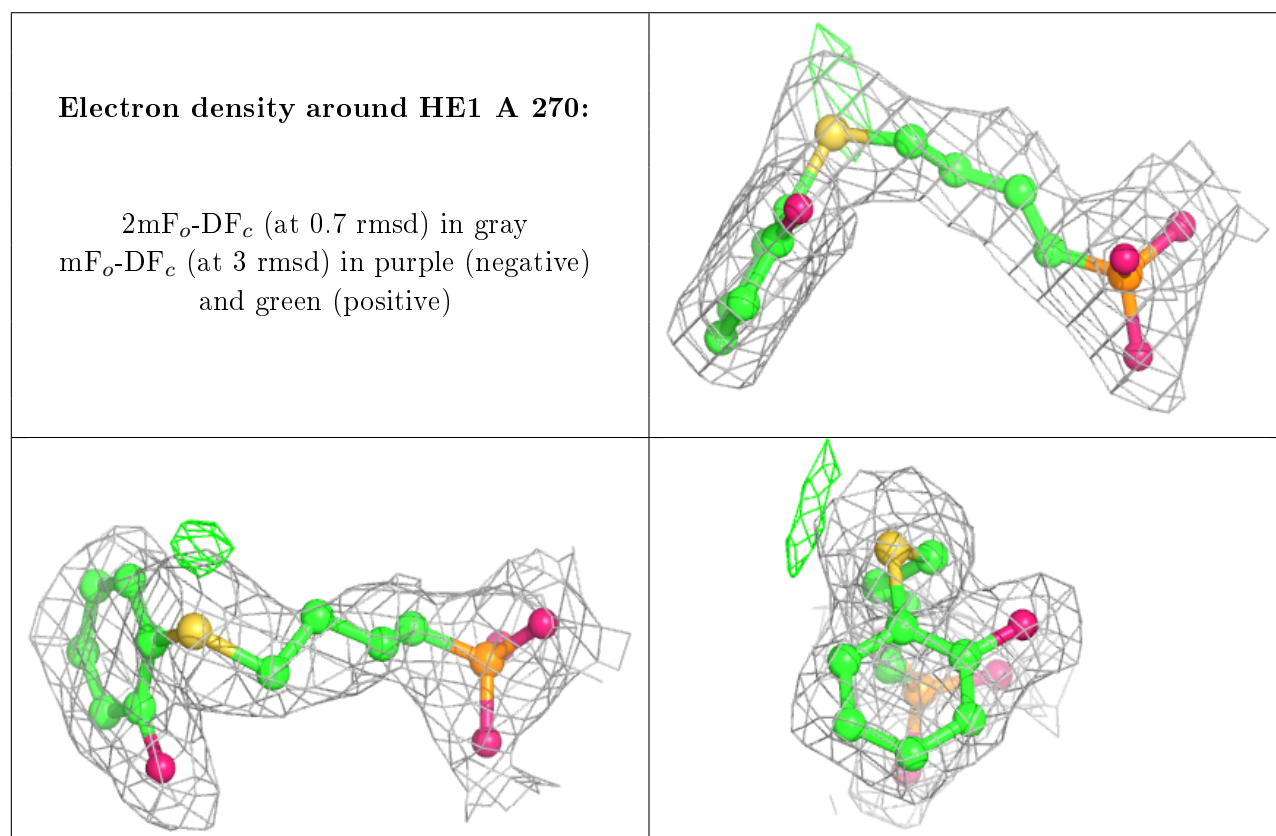 Electron density around HE1 A 270:
2mFₒ-DF𝒸 (at 0.7 rmsd) in gray
mFₒ-DF𝒸 (at 3 rmsd) in purple (negative)
and green (positive)